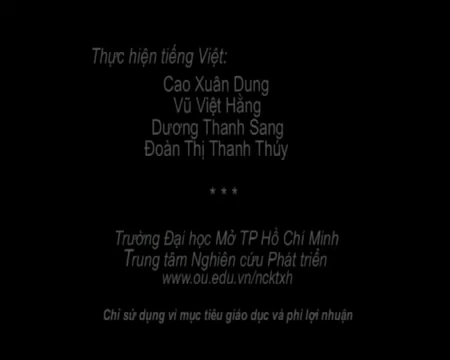 Thực hiện tiếng Việt:
Cao Xuân Dung
Vũ Việt Hằng
Dương Thanh Sang
Đoàn Thị Thanh Thúy
* * *
Trường Đại học Mở TP Hồ Chí Minh
Trung tâm Nghiên cứu Phát triển
www.ou.edu.vn/ncktxh
Chỉ sử dụng vì mục tiêu giáo dục và phi lợi nhuận